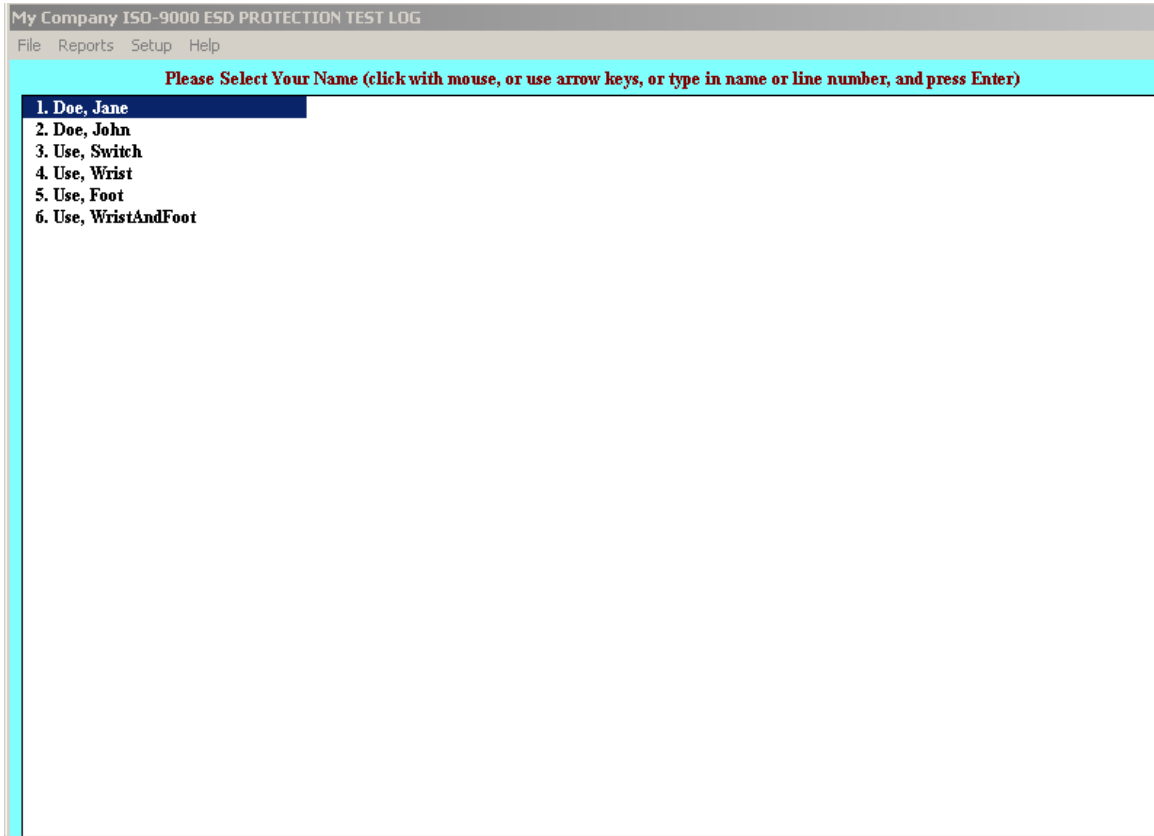 My Company ISO-9000 ESD PROTECTION TEST LOG
File Reports Setup Help
Please Select Your Name (click with mouse, or use arrow keys, or type in name or line number, and press Enter)
1. Doe, Jane
2. Doe, John
3. Use, Switch
4. Use, Wrist
5. Use, Foot
6. Use, WristAndFoot